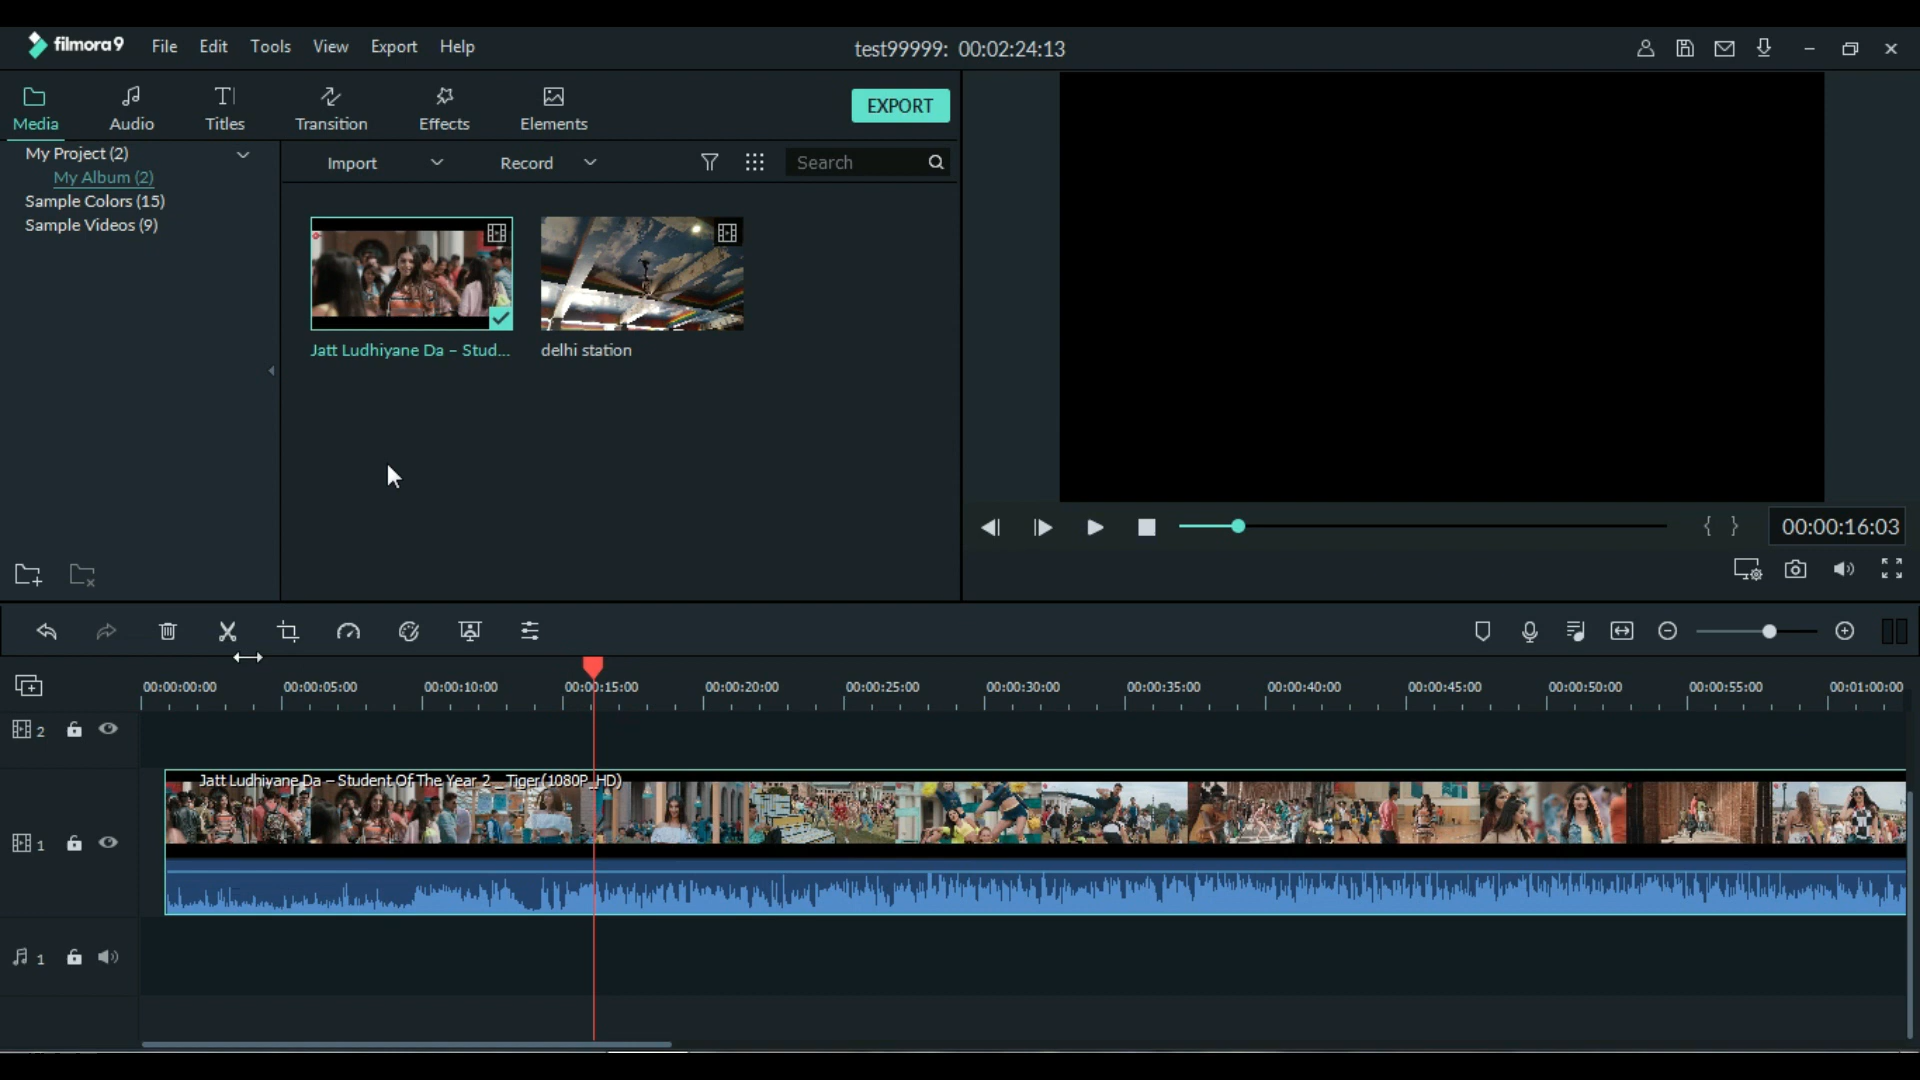 filmora9 File Edit Tools View Export Help test99999: 00:02:24:13
Media Audio Titles Transition Effects Elements EXPORT
My Project (2) Import Record Search
My Album (2)
Sample Colors (15)
Sample Videos (9)
Jatt Ludhiyane Da – Stud... delhi station
{ } 00:00:16:03
00:00:00:00 00:00:05:00 00:00:10:00 00:00:15:00 00:00:20:00 00:00:25:00 00:00:30:00 00:00:35:00 00:00:40:00 00:00:45:00 00:00:50:00 00:00:55:00 00:01:00:00
2
Jatt Ludhiyane Da – Student Of The Year 2 _ Tiger(1080P_HD)
1
1